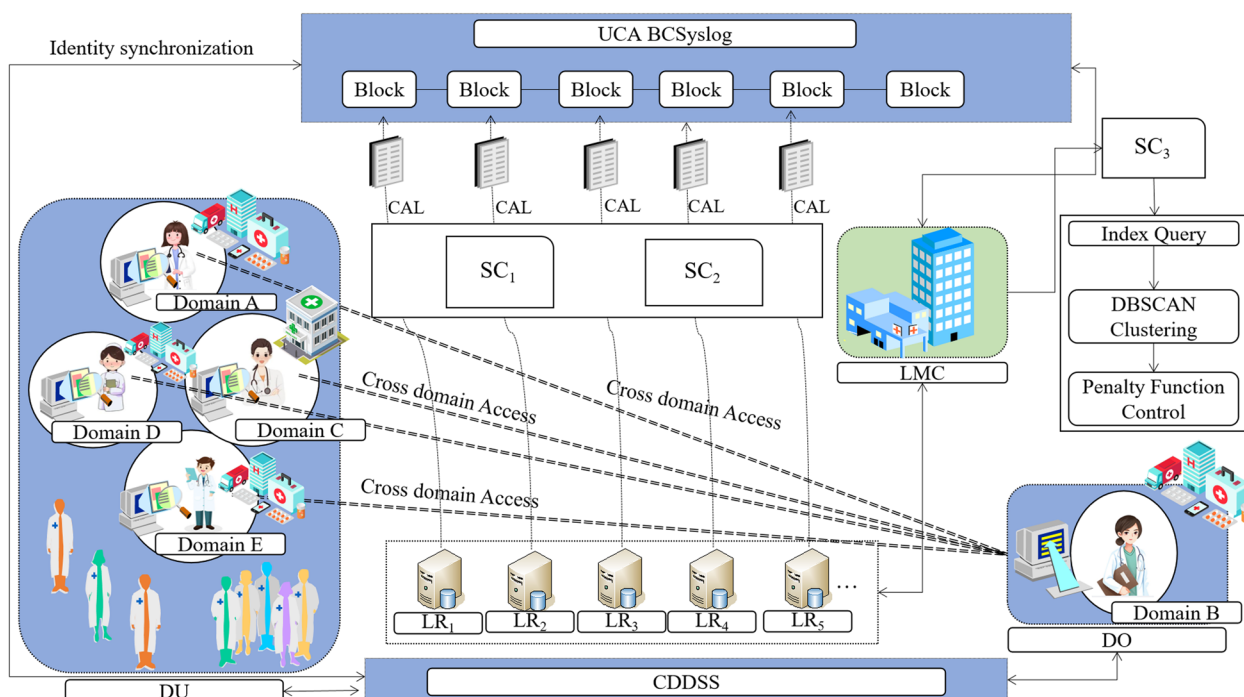 UCA BCSyslog
Identity synchronization
Block
Block
Block
Block
Block
Block
SC3
CAL
CAL
CAL
CAL
CAL
SC1
SC2
Index Query
DBSCAN
Clustering
Penalty Function
Control
LMC
Domain A
Domain D
Domain C
Domain E
Cross domain Access
Cross domain Access
Cross domain Access
H
H
H
H
LR1
LR2
LR3
LR4
LR5
...
Domain B
DO
DU
CDDSS